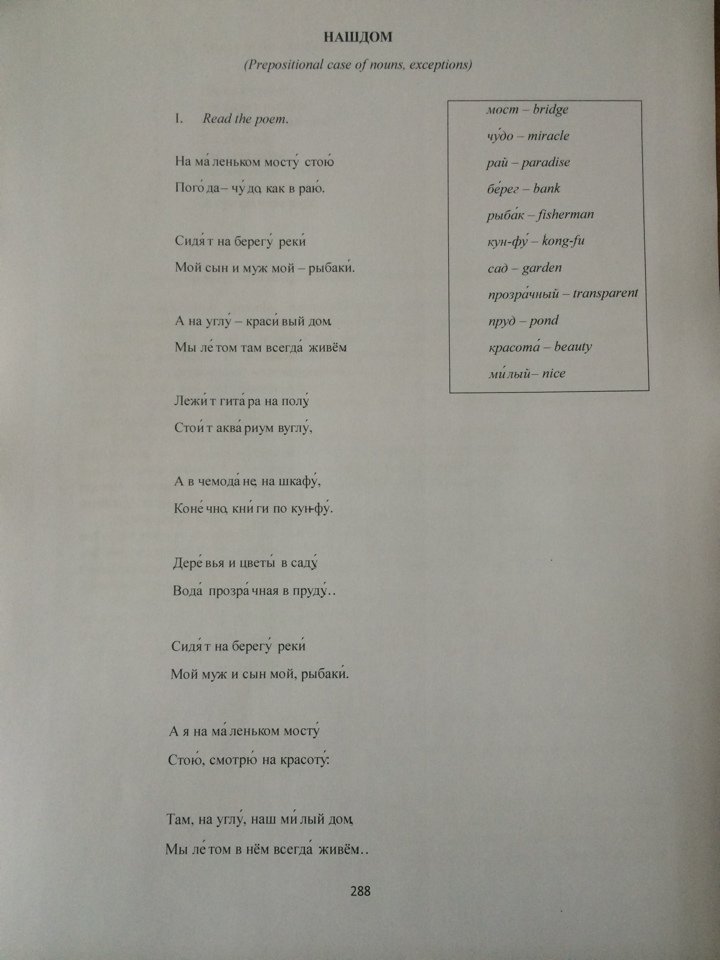 НАШДОМ
(Prepositional case of nouns, exceptions)
I. Read the poem.
На ма́леньком мосту́ стою́
Пого́да – чу́до, как в раю́.
Сидя́т на берегу́ реки́
Мой сын и муж мой – рыбаки́.
А на углу́ – краси́вый дом.
Мы ле́том там всегда́ живём
Лежи́т гита́ра на полу́
Стои́т аква́риум вуглу́,
А в чемода́не, на шкафу́,
Коне́чно, кни́ги по кун-фу́.
Дере́вья и цветы́ в саду́
Вода́ прозра́чная в пруду́..
Сидя́т на берегу́ реки́
Мой муж и сын мой, рыбаки́.
А я на ма́леньком мосту́
Стою́, смотрю́ на красоту́:
Там, на углу́, наш ми́лый дом,
Мы ле́том в нём всегда́ живём..
мост – bridge
чу́до – miracle
рай – paradise
бе́рег – bank
рыба́к – fisherman
кун-фу́ – kong-fu
сад – garden
прозра́чный – transparent
пруд – pond
красота́ – beauty
ми́лый – nice
288